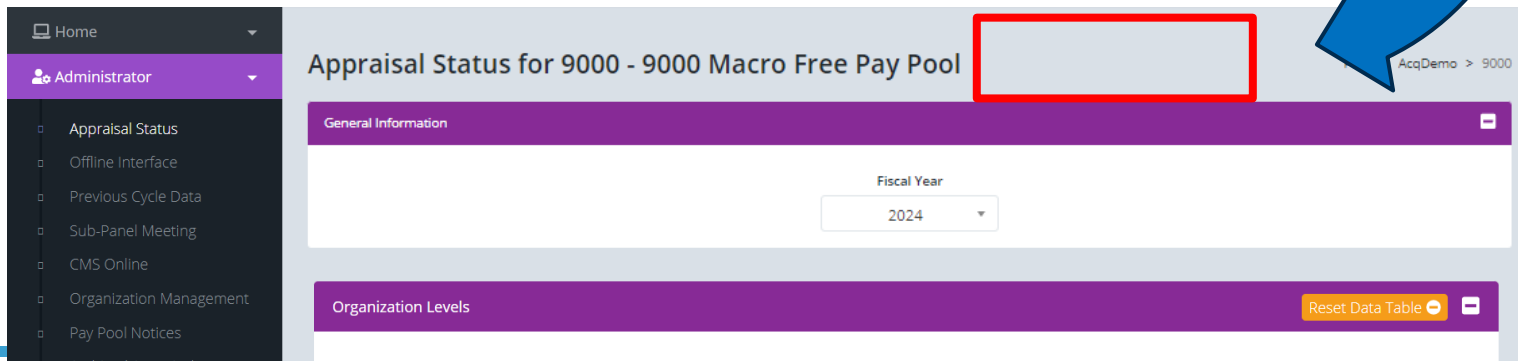 Home
Administrator
Appraisal Status
Offline Interface
Previous Cycle Data
Sub-Panel Meeting
CMS Online
Organization Management
Pay Pool Notices
Appraisal Status for 9000 - 9000 Macro Free Pay Pool
AcqDemo > 9000
General Information
Fiscal Year
2024
Organization Levels
Reset Data Table